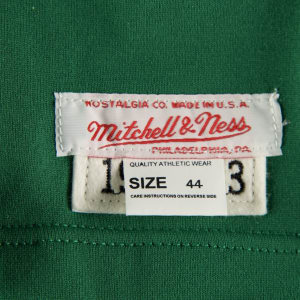 NOSTALGIA CO. MADE IN U.S.A.
Mitchell & Ness
PHILADELPHIA, PA.
QUALITY ATHLETIC WEAR
SIZE 44
CARE INSTRUCTIONS ON REVERSE SIDE